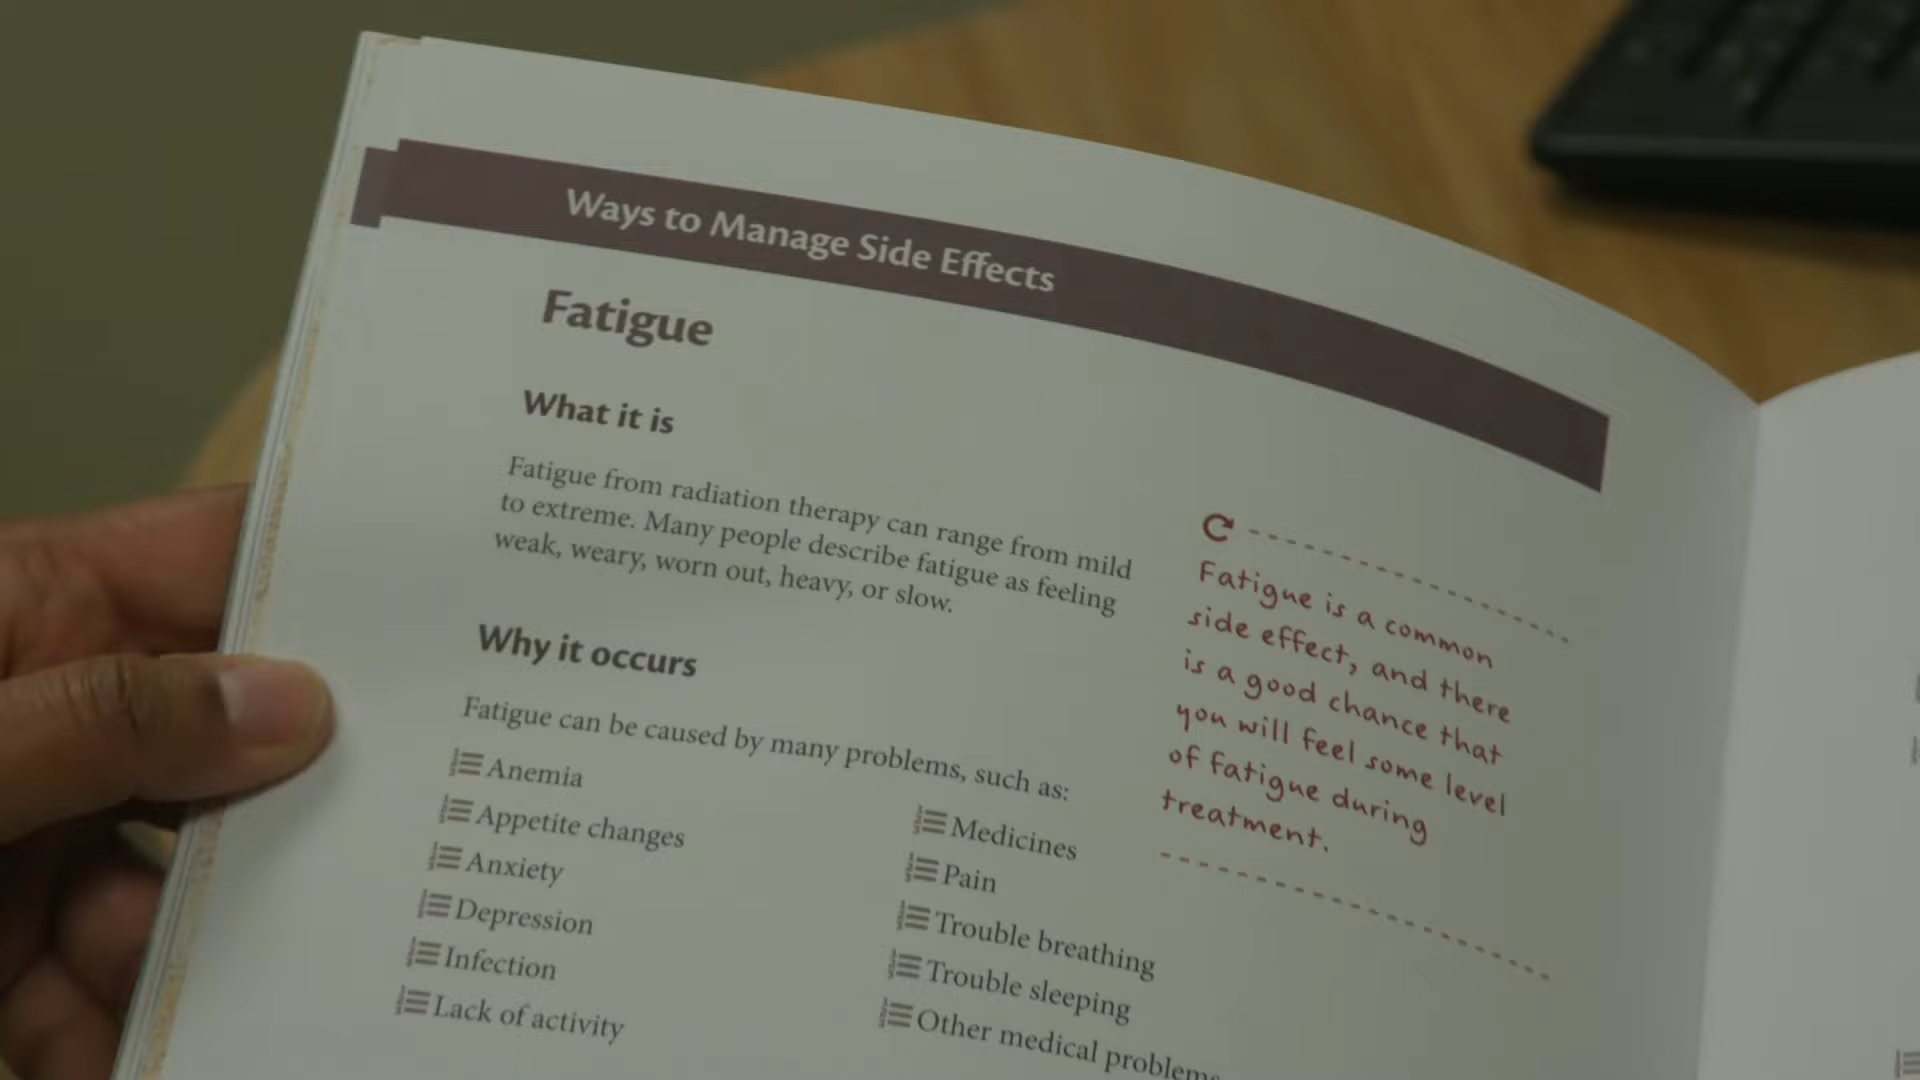 Ways to Manage Side Effects
Fatigue
What it is
Fatigue from radiation therapy can range from mild
to extreme. Many people describe fatigue as feeling
weak, weary, worn out, heavy, or slow.
Why it occurs
Fatigue can be caused by many problems, such as:
Anemia
Appetite changes
Anxiety
Depression
Infection
Lack of activity
Medicines
Pain
Trouble breathing
Trouble sleeping
Other medical problems
Fatigue is a common
side effect, and there
is a good chance that
you will feel some level
of fatigue during
treatment.